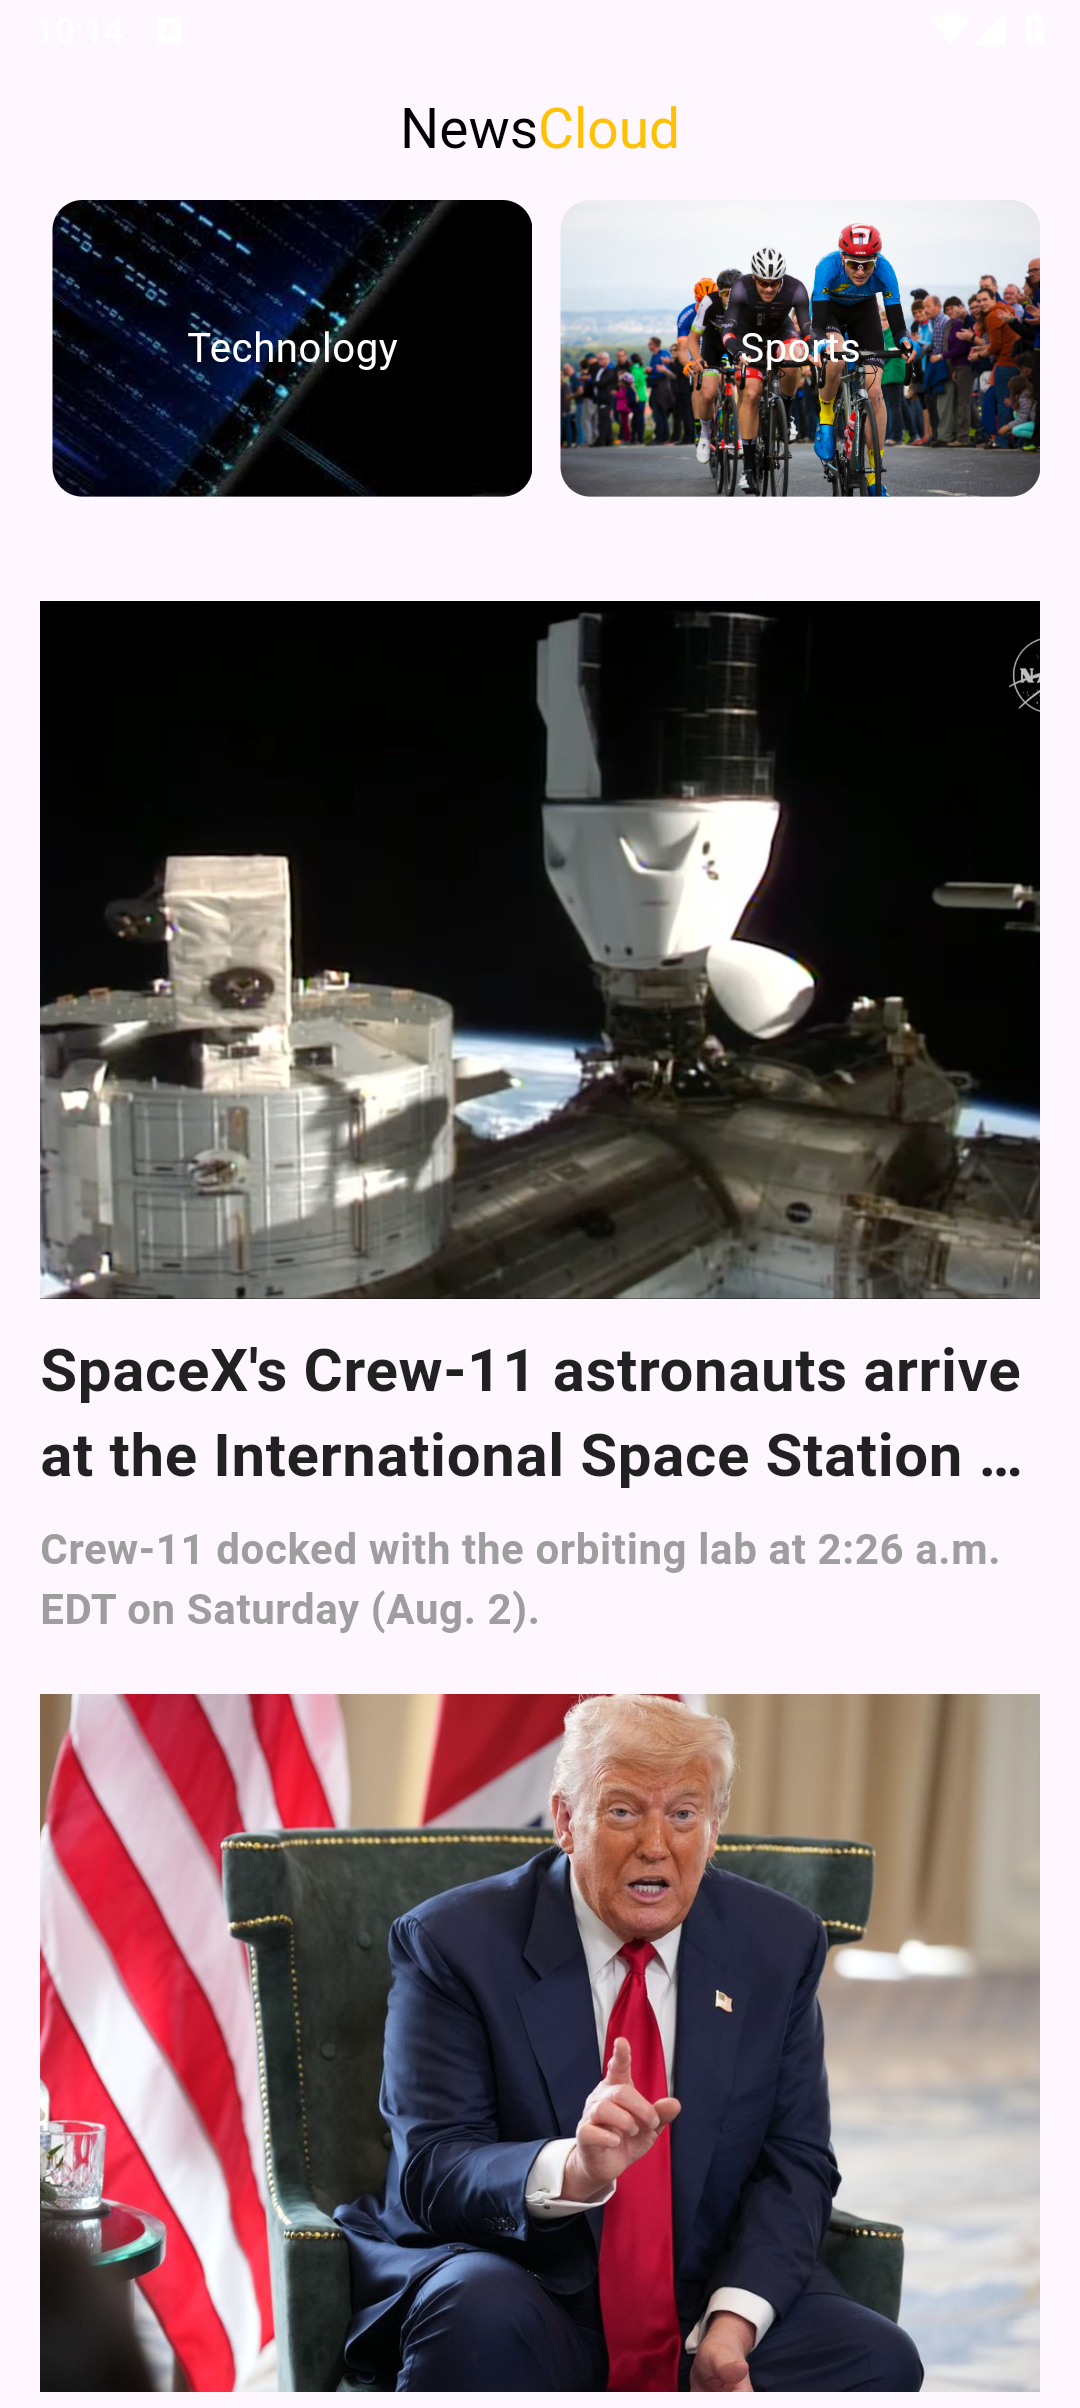 10:14
NewsCloud
Technology
Sports
SpaceX's Crew-11 astronauts arrive
at the International Space Station ...
Crew-11 docked with the orbiting lab at 2:26 a.m.
EDT on Saturday (Aug. 2).